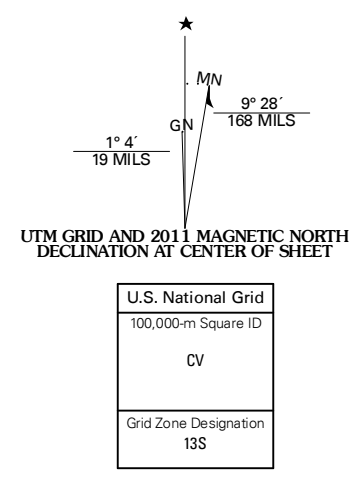 ★
MN
GN
9° 28´
168 MILS
1° 4´
19 MILS
UTM GRID AND 2011 MAGNETIC NORTH
DECLINATION AT CENTER OF SHEET
U.S. National Grid
100,000-m Square ID
CV
Grid Zone Designation
13S